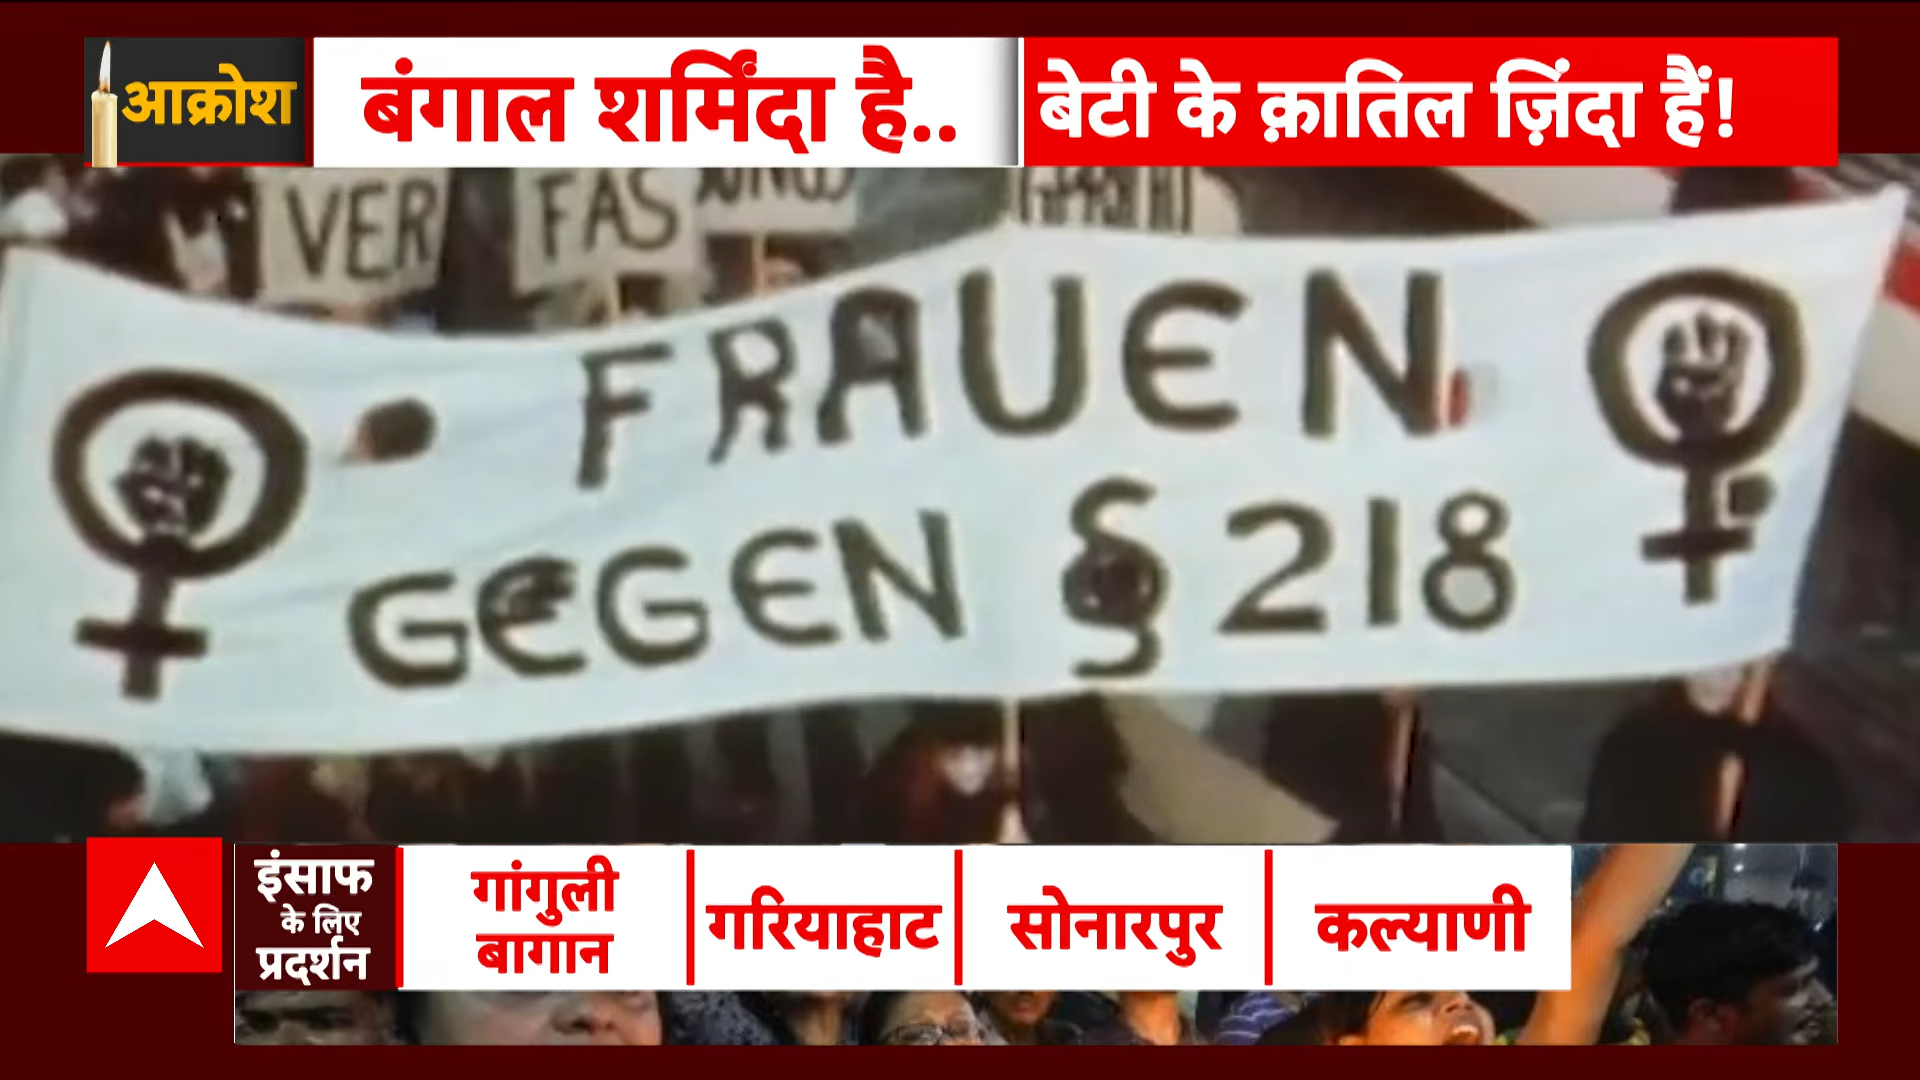 आक्रोश
बंगाल शर्मिंदा है..
बेटी के क़ातिल ज़िंदा हैं!
VER
FAS
FRAUEN
GEGEN § 218
इंसाफ
के लिए
प्रदर्शन
गांगुली
बागान
गरियाहाट
सोनारपुर
कल्याणी